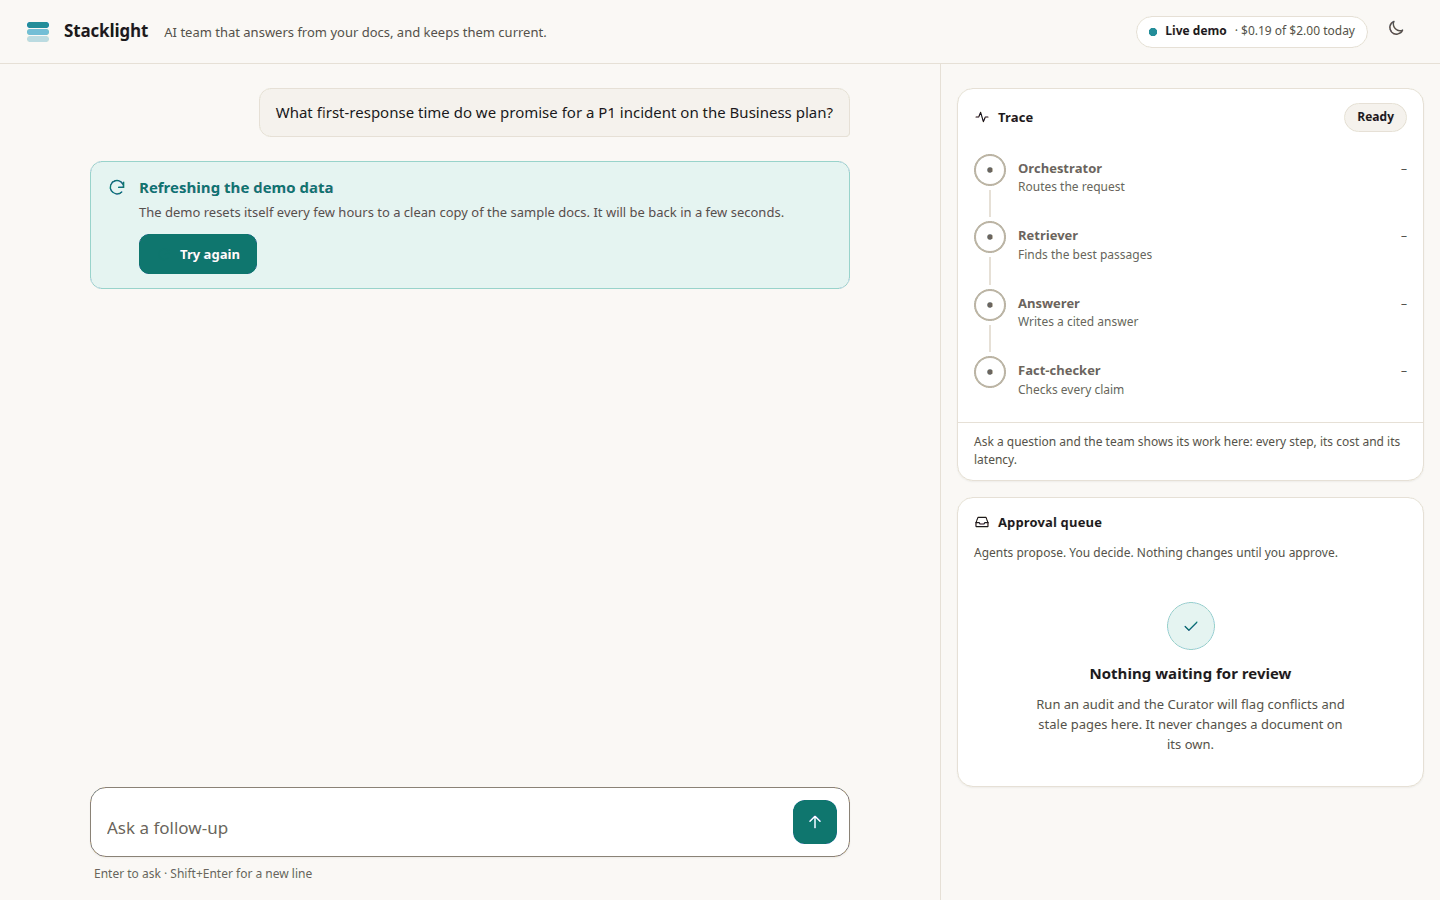 Stacklight
AI team that answers from your docs, and keeps them current.
Live demo · $0.19 of $2.00 today
What first-response time do we promise for a P1 incident on the Business plan?
Refreshing the demo data
The demo resets itself every few hours to a clean copy of the sample docs. It will be back in a few seconds.
Try again
Ask a follow-up
Enter to ask · Shift+Enter for a new line
Trace
Ready
Orchestrator –
Routes the request
Retriever –
Finds the best passages
Answerer –
Writes a cited answer
Fact-checker –
Checks every claim
Ask a question and the team shows its work here: every step, its cost and its
latency.
Approval queue
Agents propose. You decide. Nothing changes until you approve.
Nothing waiting for review
Run an audit and the Curator will flag conflicts and
stale pages here. It never changes a document on
its own.